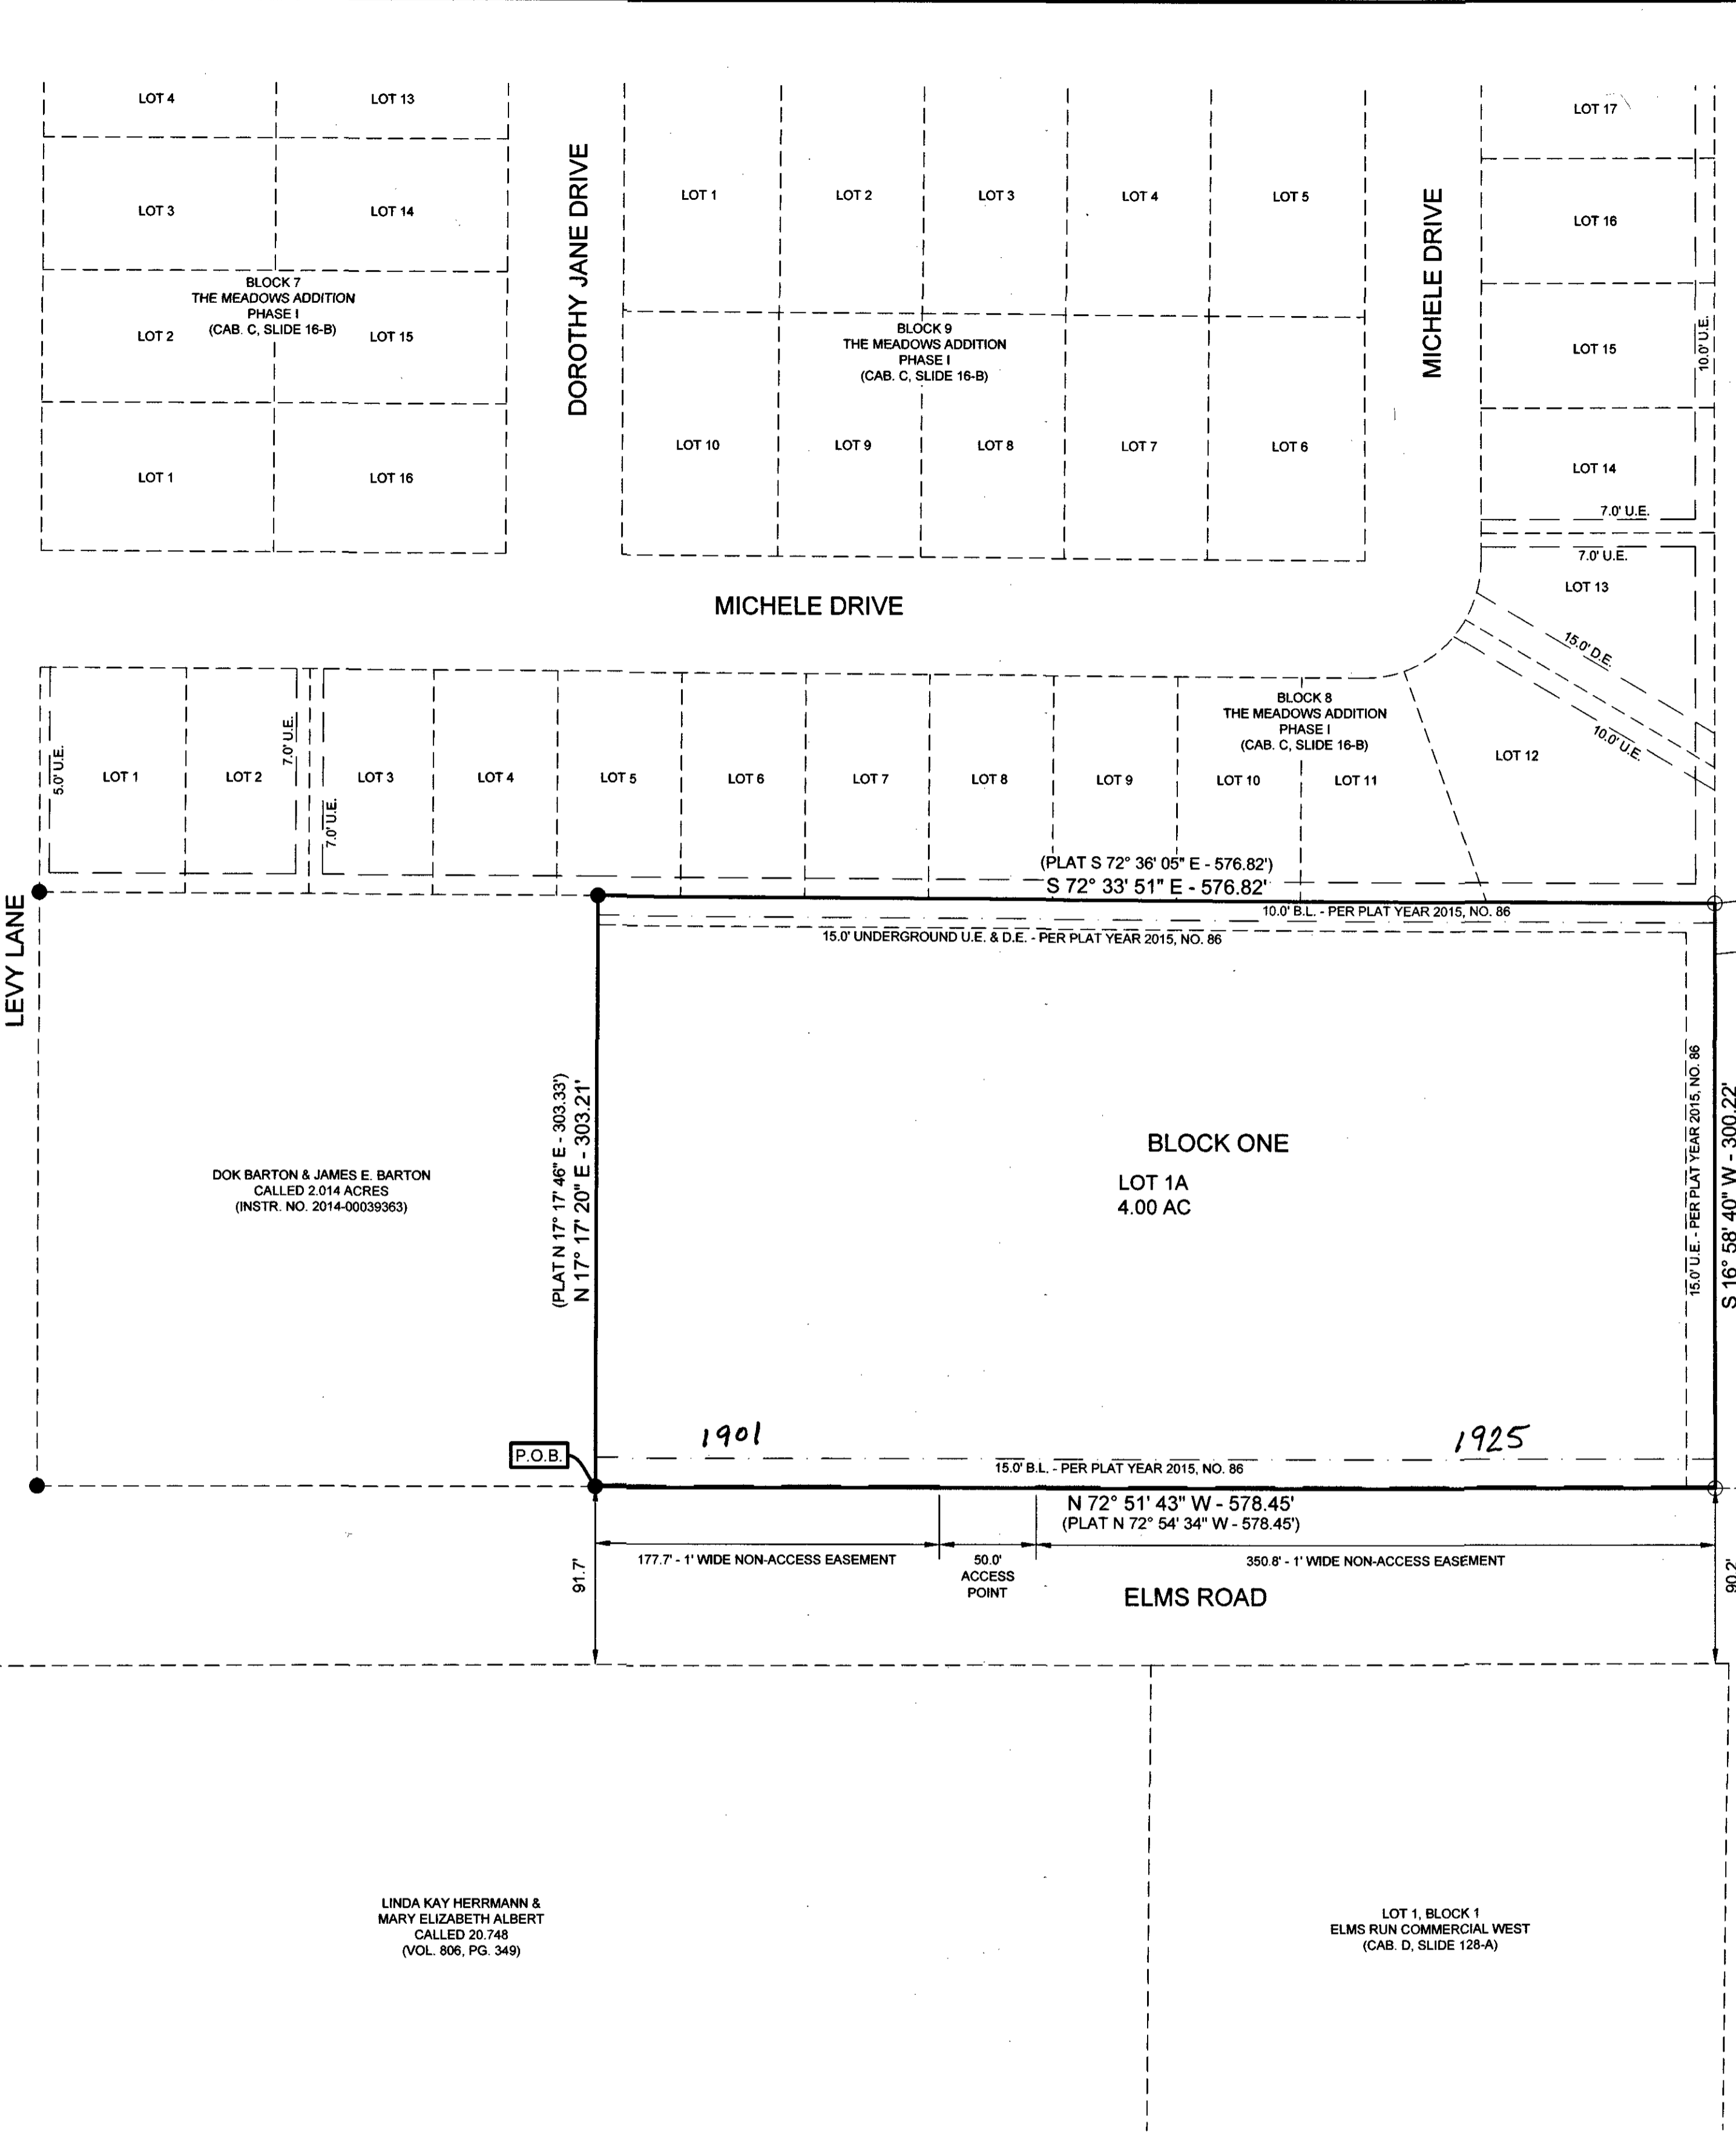 LOT 4
LOT 13
LOT 3
LOT 14
BLOCK 7
THE MEADOWS ADDITION
PHASE I
(CAB. C, SLIDE 16-B)
LOT 2
LOT 15
LOT 1
LOT 16
DOROTHY JANE DRIVE
LOT 1
LOT 2
LOT 3
LOT 4
LOT 5
BLOCK 9
THE MEADOWS ADDITION
PHASE I
(CAB. C, SLIDE 16-B)
LOT 10
LOT 9
LOT 8
LOT 7
LOT 6
MICHELE DRIVE
LOT 17
LOT 16
LOT 15
10.0' U.E.
LOT 14
7.0' U.E.
7.0' U.E.
LOT 13
15.0' D.E.
10.0' U.E.
MICHELE DRIVE
BLOCK 8
THE MEADOWS ADDITION
PHASE I
(CAB. C, SLIDE 16-B)
5.0' U.E.
LOT 1
LOT 2
7.0' U.E.
7.0' U.E.
LOT 3
LOT 4
LOT 5
LOT 6
LOT 7
LOT 8
LOT 9
LOT 10
LOT 11
LOT 12
LEVY LANE
(PLAT S 72° 36' 05" E - 576.82')
S 72° 33' 51" E - 576.82'
10.0' B.L. - PER PLAT YEAR 2015, NO. 86
15.0' UNDERGROUND U.E. & D.E. - PER PLAT YEAR 2015, NO. 86
DOK BARTON & JAMES E. BARTON
CALLED 2.014 ACRES
(INSTR. NO. 2014-00039363)
(PLAT N 17° 17' 46" E - 303.33')
N 17° 17' 20" E - 303.21'
BLOCK ONE
LOT 1A
4.00 AC
15.0' U.E. - PER PLAT YEAR 2015, NO. 86
S 16° 58' 40" W - 300.22'
1901
1925
P.O.B.
15.0' B.L. - PER PLAT YEAR 2015, NO. 86
N 72° 51' 43" W - 578.45'
(PLAT N 72° 54' 34" W - 578.45')
91.7'
177.7' - 1' WIDE NON-ACCESS EASEMENT
50.0'
ACCESS
POINT
350.8' - 1' WIDE NON-ACCESS EASEMENT
90.2'
ELMS ROAD
LINDA KAY HERRMANN &
MARY ELIZABETH ALBERT
CALLED 20.748
(VOL. 806, PG. 349)
LOT 1, BLOCK 1
ELMS RUN COMMERCIAL WEST
(CAB. D, SLIDE 128-A)